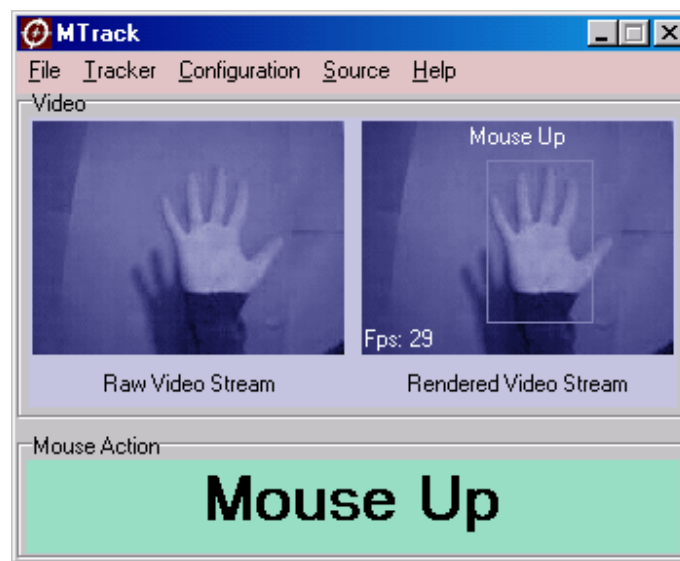 MTrack
File Tracker Configuration Source Help
Video
Mouse Up
Fps: 29
Raw Video Stream Rendered Video Stream
Mouse Action
Mouse Up